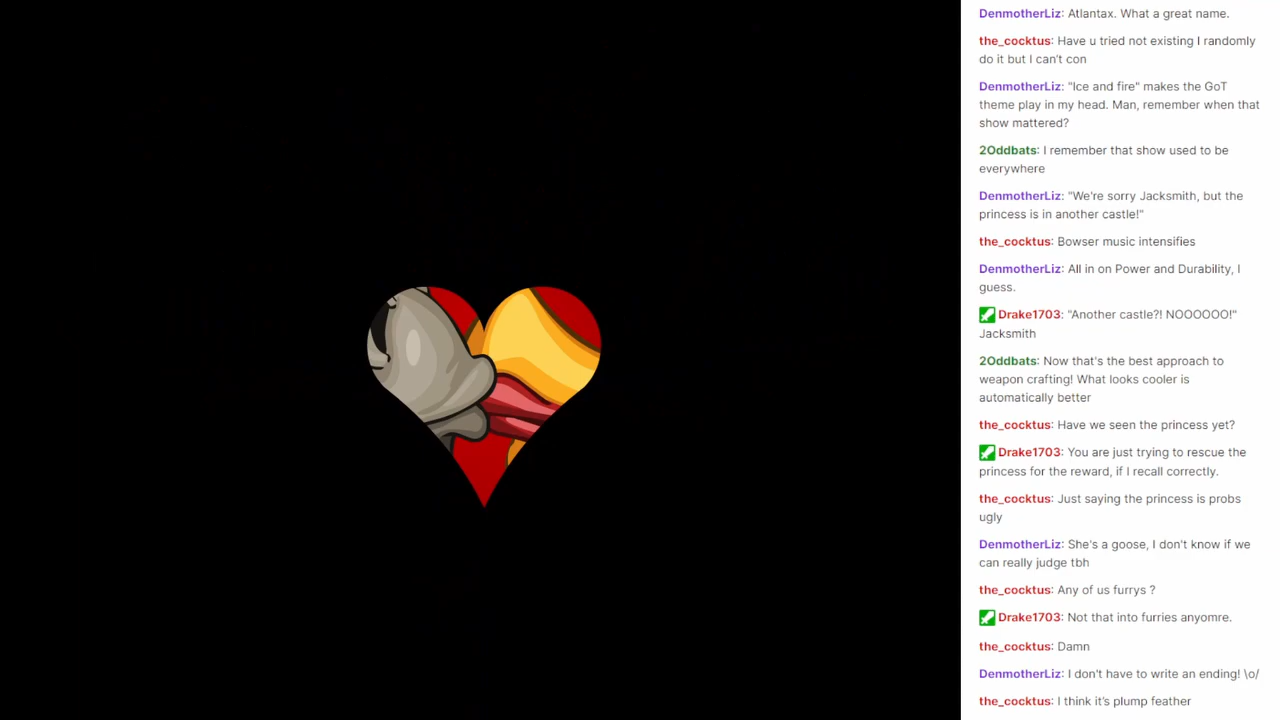 DenmotherLiz: Atlantax. What a great name.
the_cocktus: Have u tried not existing I randomly
do it but I can't con
DenmotherLiz: "Ice and fire" makes the GoT
theme play in my head. Man, remember when that
show mattered?
2Oddbats: I remember that show used to be
everywhere
DenmotherLiz: "We're sorry Jacksmith, but the
princess is in another castle!"
the_cocktus: Bowser music intensifies
DenmotherLiz: All in on Power and Durability, I
guess.
Drake1703: "Another castle?! NOOOOOO!"
Jacksmith
2Oddbats: Now that's the best approach to
weapon crafting! What looks cooler is
automatically better
the_cocktus: Have we seen the princess yet?
Drake1703: You are just trying to rescue the
princess for the reward, if I recall correctly.
the_cocktus: Just saying the princess is probs
ugly
DenmotherLiz: She's a goose, I don't know if we
can really judge tbh
the_cocktus: Any of us furrys ?
Drake1703: Not that into furries anyomre.
the_cocktus: Damn
DenmotherLiz: I don't have to write an ending! \o/
the_cocktus: I think it's plump feather